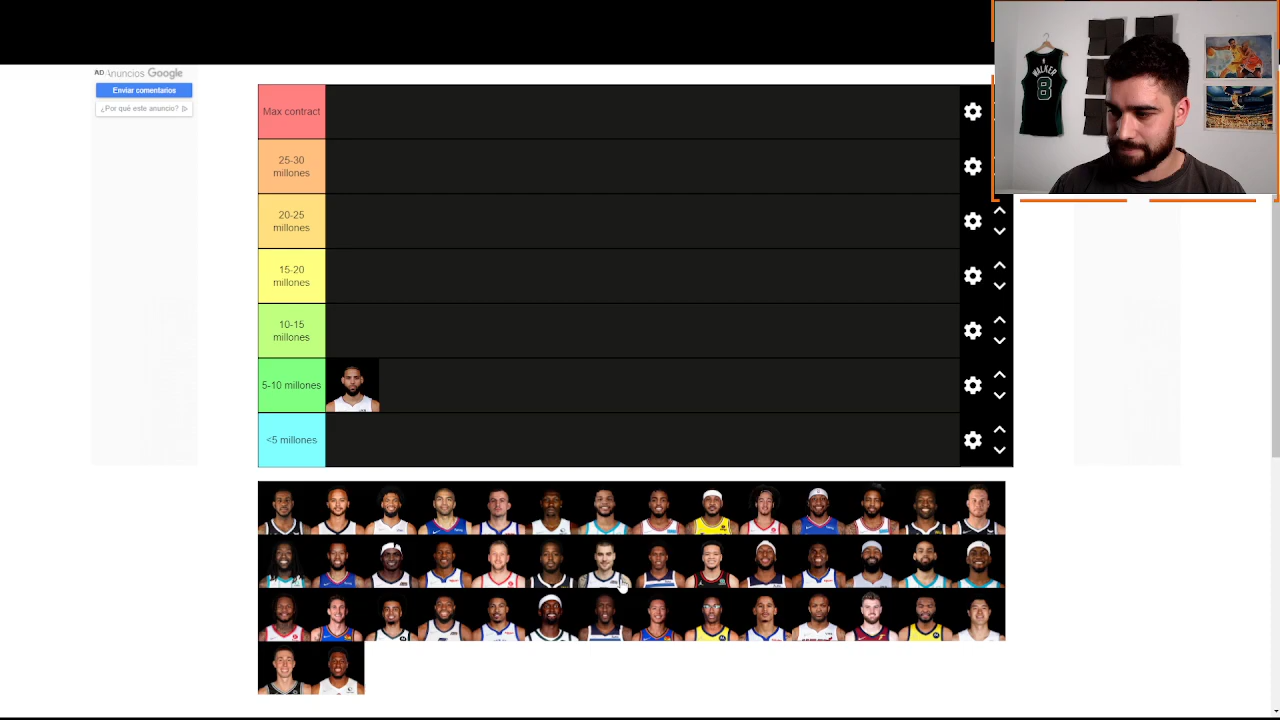 AD Anuncios Google
Enviar comentarios
¿Por qué este anuncio?
Max contract
25-30
millones
20-25
millones
15-20
millones
10-15
millones
5-10 millones
<5 millones
WALKER
8